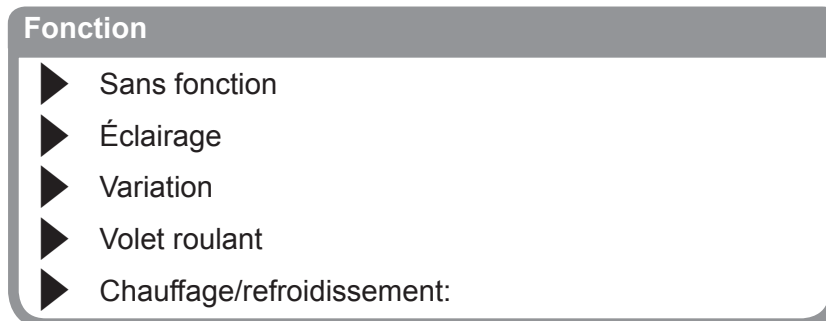 Fonction
Sans fonction
Éclairage
Variation
Volet roulant
Chauffage/refroidissement: